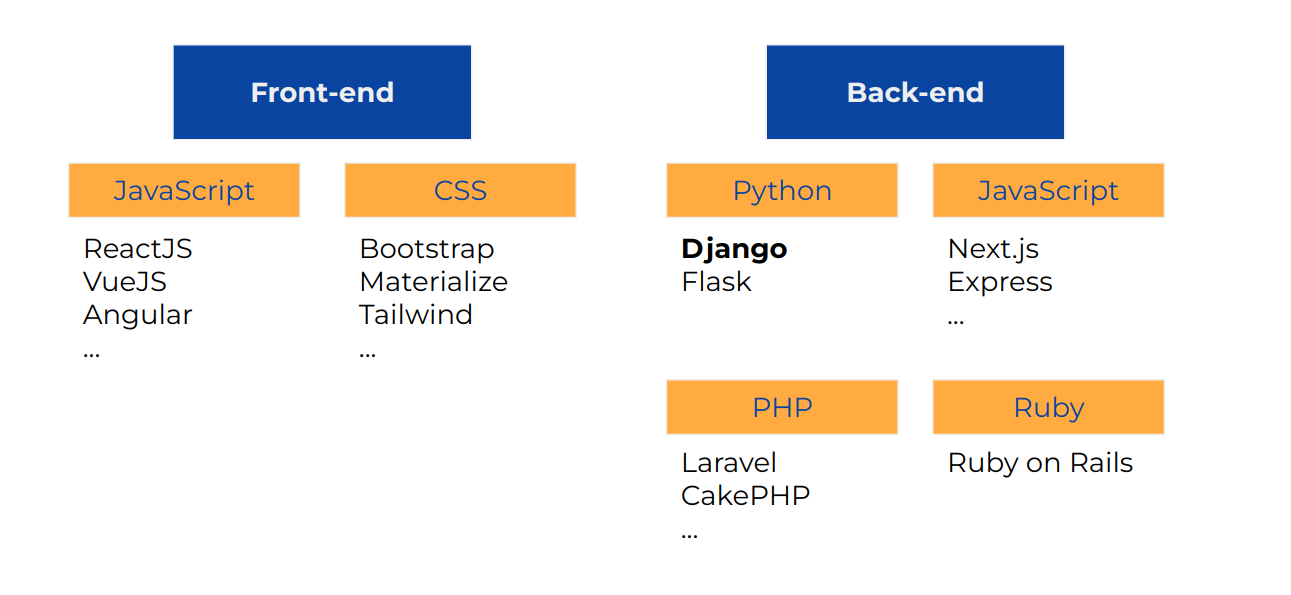 Front-end
JavaScript
ReactJS
VueJS
Angular
...
CSS
Bootstrap
Materialize
Tailwind
...
Back-end
Python
Django
Flask
JavaScript
Next.js
Express
...
PHP
Laravel
CakePHP
...
Ruby
Ruby on Rails